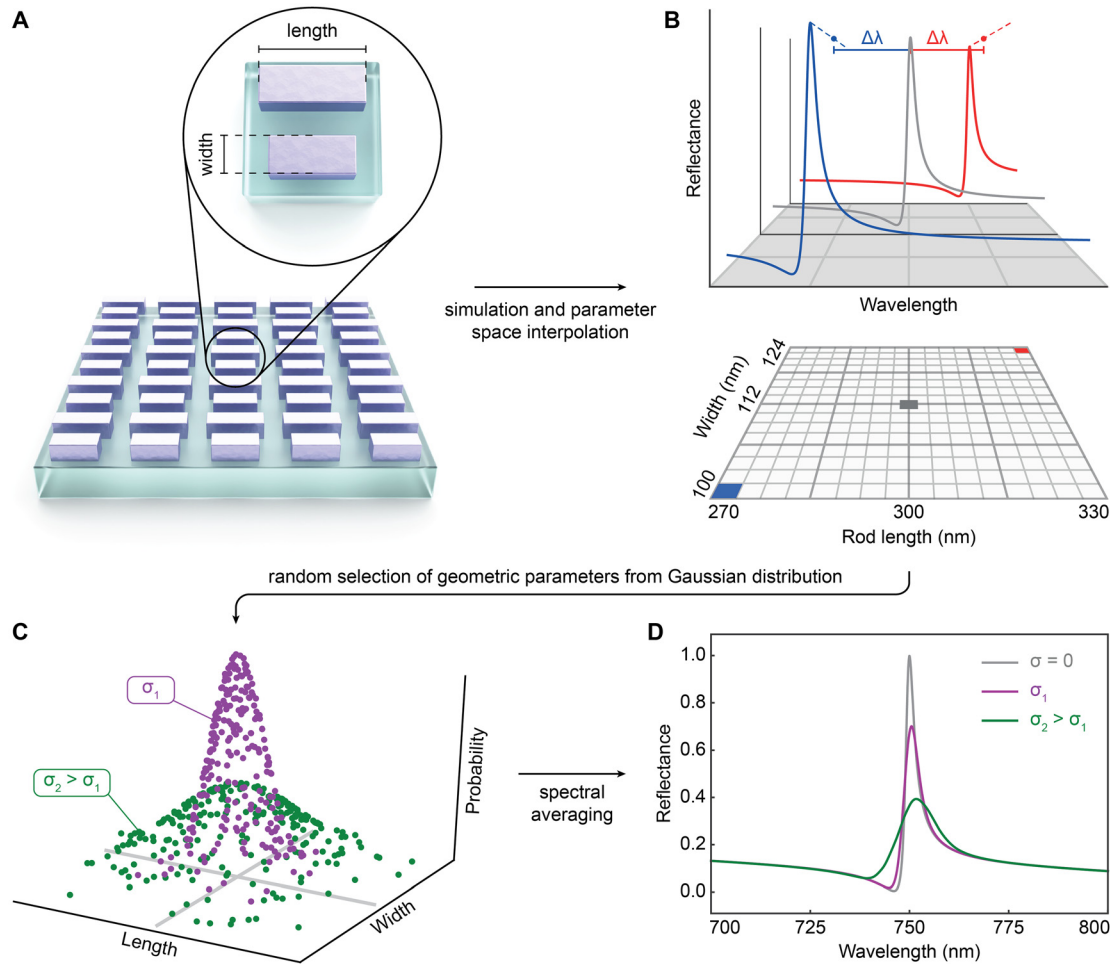 A
length
width
simulation and parameter
space interpolation
B
Δλ
Δλ
Reflectance
Wavelength
Width (nm)
124
112
100
270
300
330
Rod length (nm)
random selection of geometric parameters from Gaussian distribution
C
σ1
σ2 > σ1
Probability
Width
Length
spectral
averaging
D
σ = 0
σ1
σ2 > σ1
Reflectance
1.0
0.8
0.6
0.4
0.2
0.0
700
725
750
775
800
Wavelength (nm)